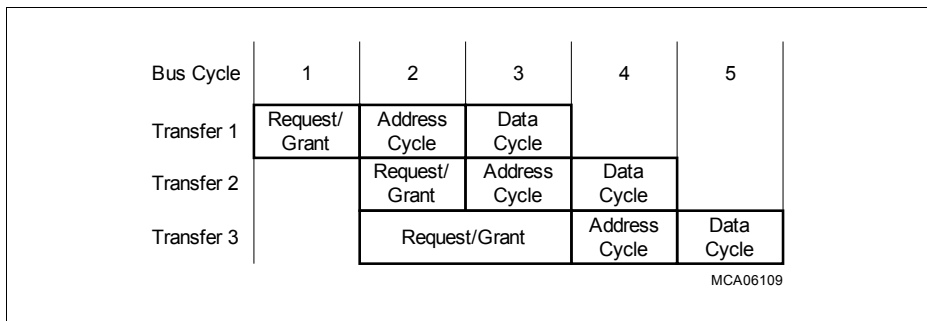 Bus Cycle 1 2 3 4 5
Transfer 1 Request/ Grant Address Cycle Data Cycle
Transfer 2 Request/ Grant Address Cycle Data Cycle
Transfer 3 Request/Grant Address Cycle Data Cycle
MCA06109